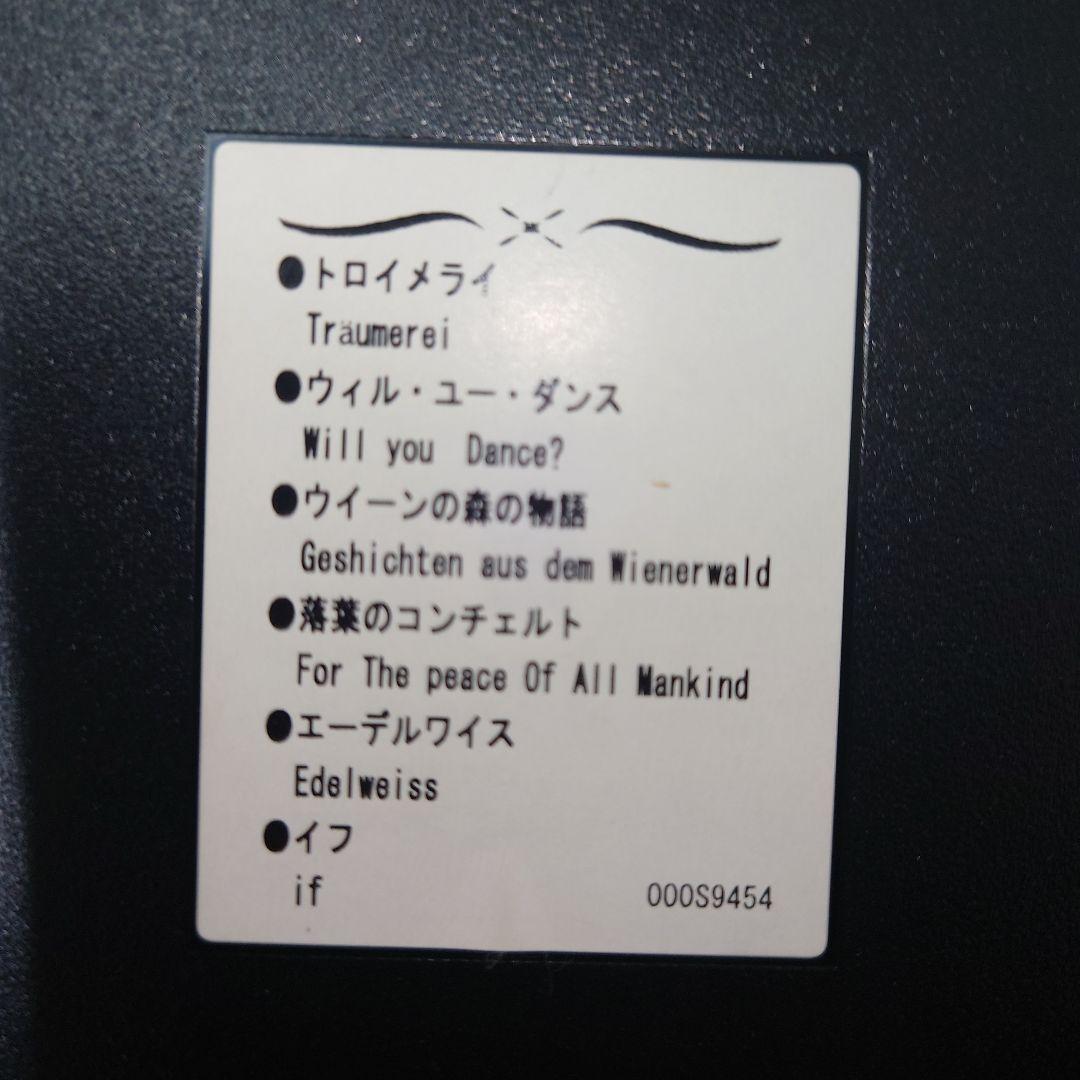 ●トロイメライ
Träumerei
●ウィル・ユー・ダンス
Will you Dance?
●ウイーンの森の物語
Geshichten aus dem Wienerwald
●落葉のコンチェルト
For The peace Of All Mankind
●エーデルワイス
Edelweiss
●イフ
if
000S9454